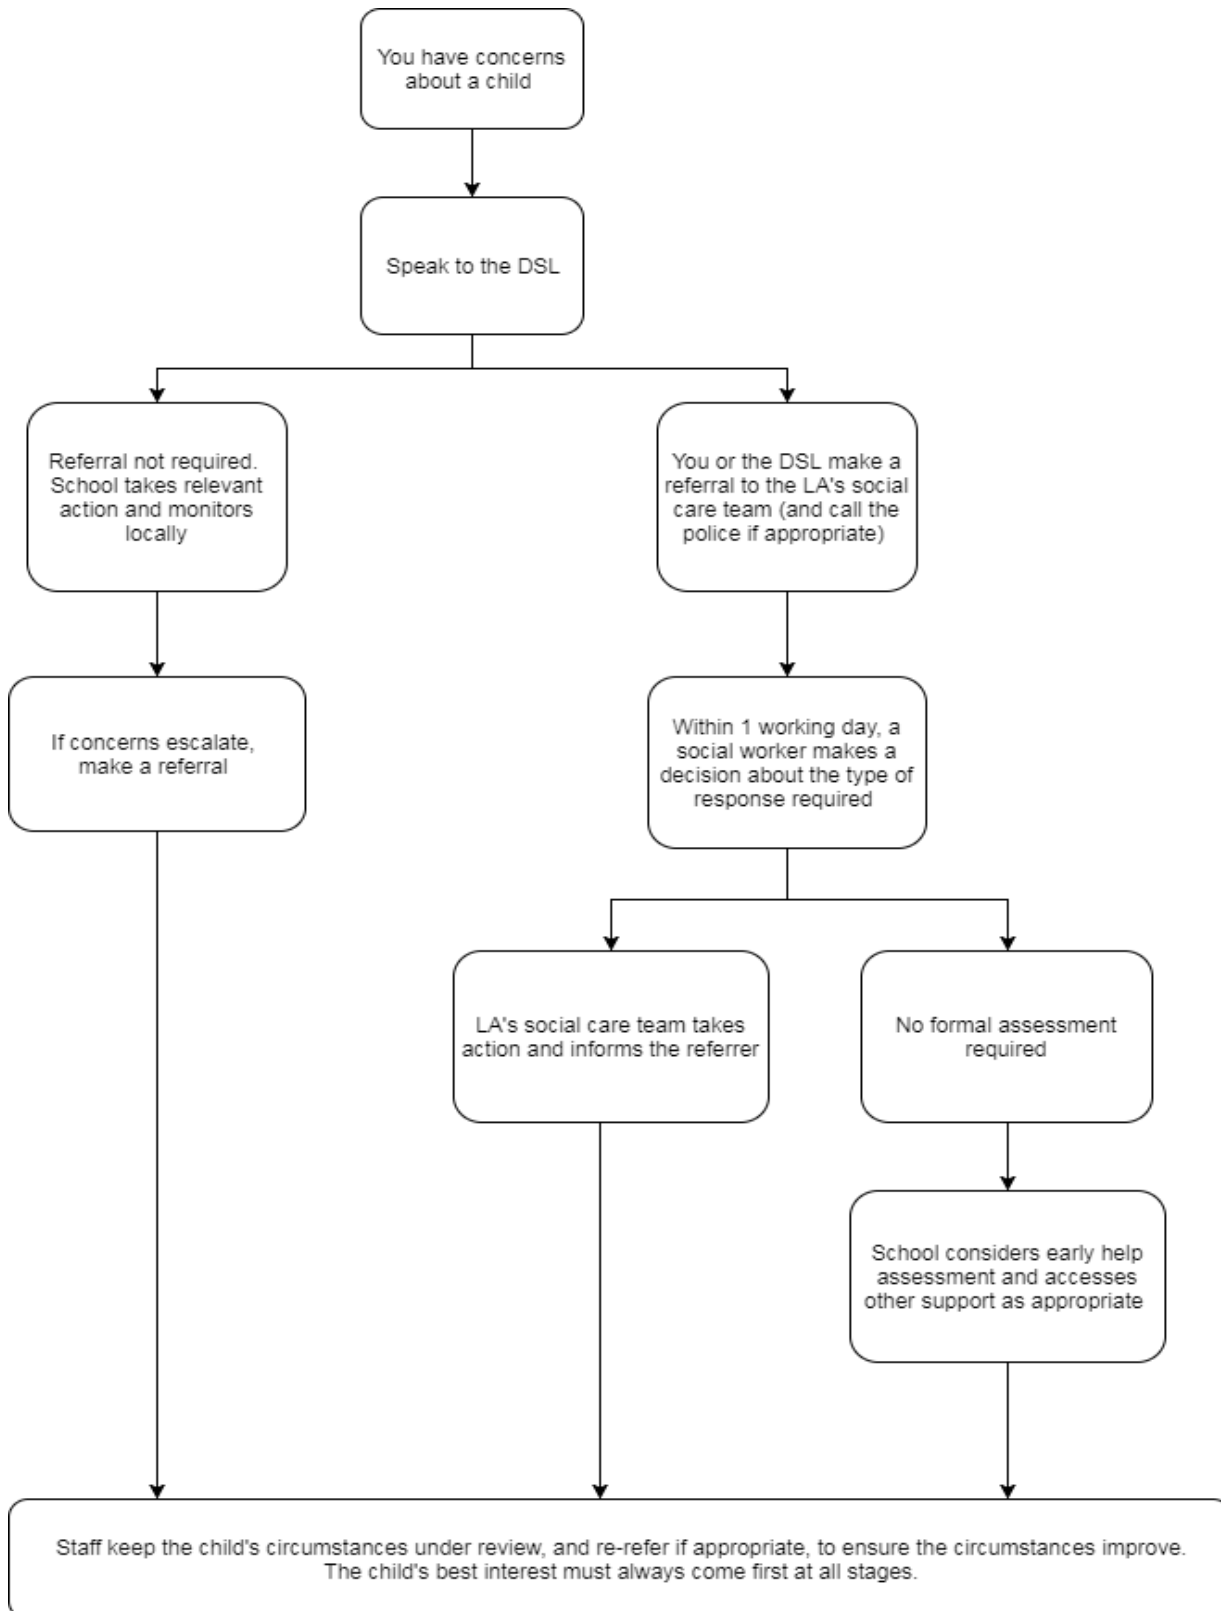 You have concerns
about a child
Speak to the DSL
Referral not required.
School takes relevant
action and monitors
locally
You or the DSL make a
referral to the LA's social
care team (and call the
police if appropriate)
If concerns escalate,
make a referral
Within 1 working day, a
social worker makes a
decision about the type of
response required
LA's social care team takes
action and informs the referrer
No formal assessment
required
School considers early help
assessment and accesses
other support as appropriate
Staff keep the child's circumstances under review, and re-refer if appropriate, to ensure the circumstances improve.
The child's best interest must always come first at all stages.